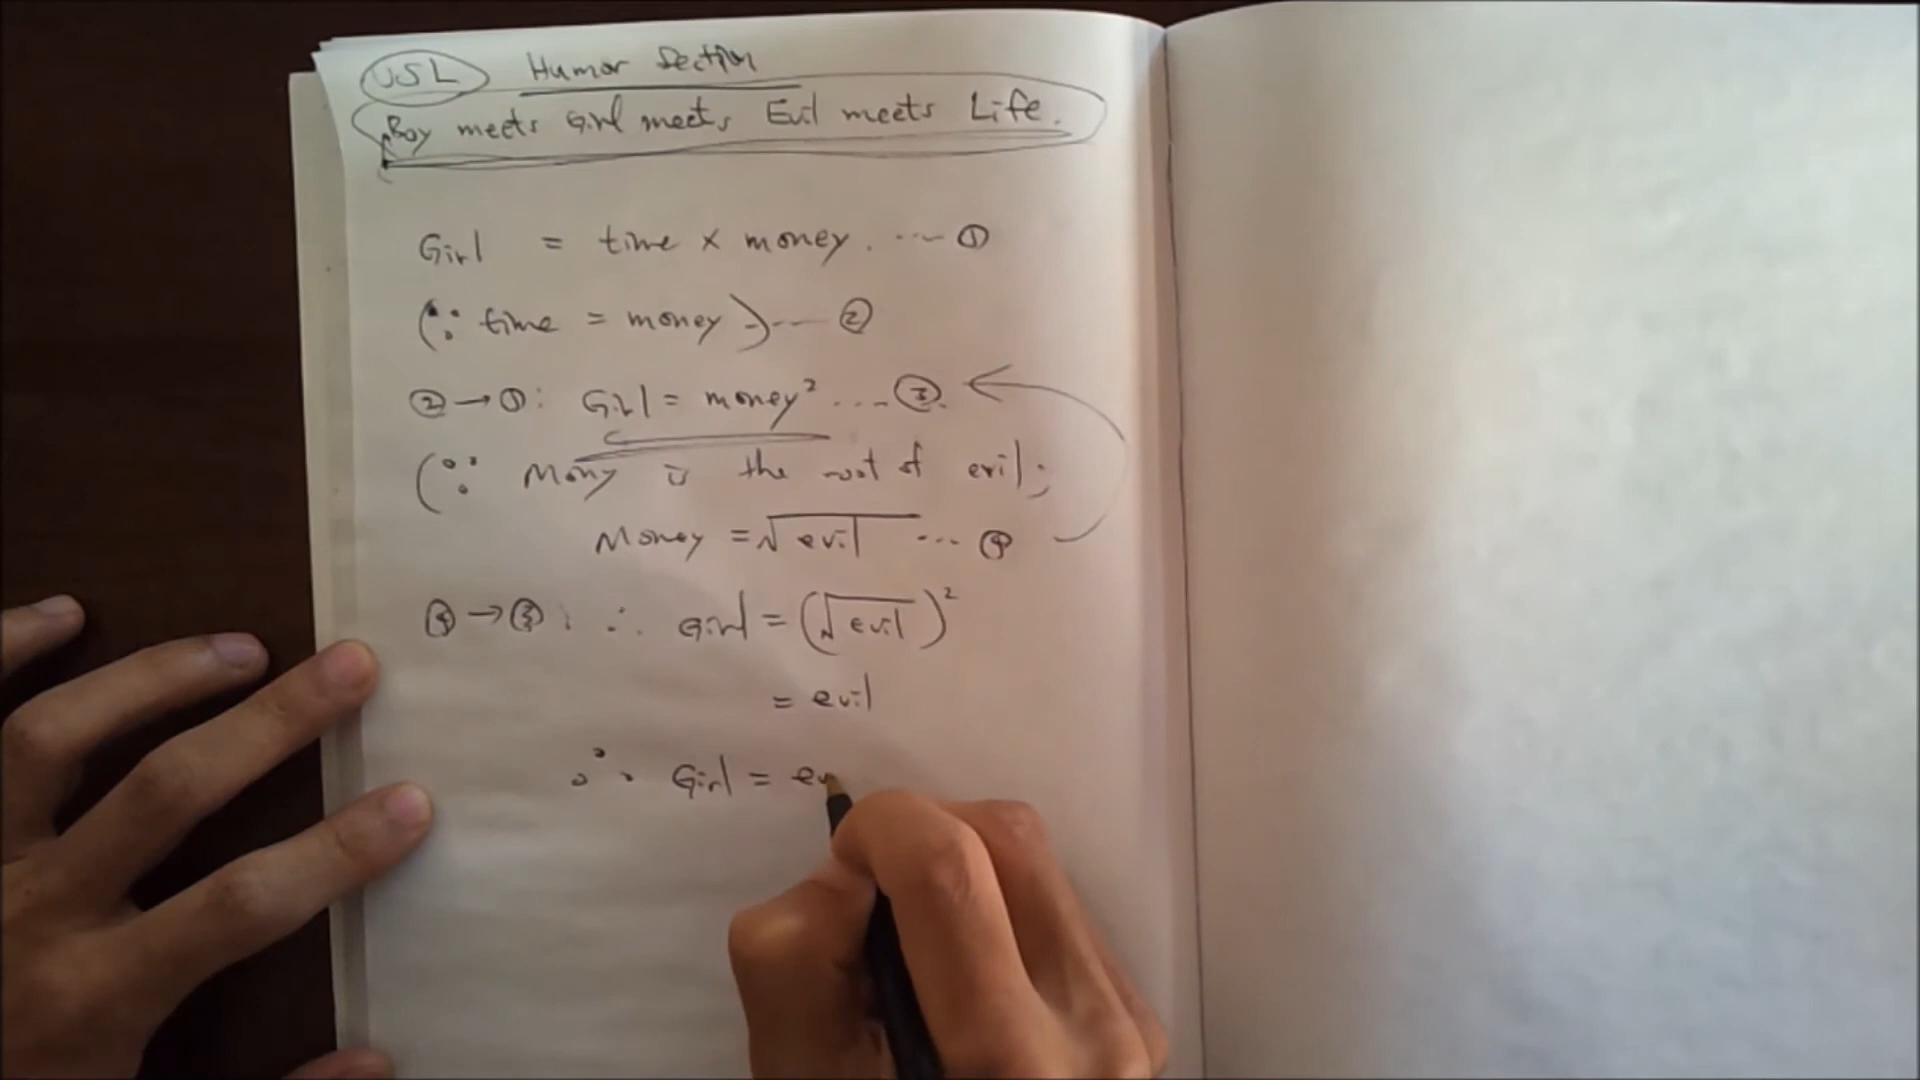 USL Humor Section
Boy meets Girl meets Evil meets Life.
Girl = time × money. ---- ①
(∵ time = money) ---- ②
② → ①: Girl = money² .... ③.
(∵ Mony is the root of evil;
Money = √evil ... ④
④ → ③: ∴ Girl = (√evil)²
= evil
∴ Girl = ev